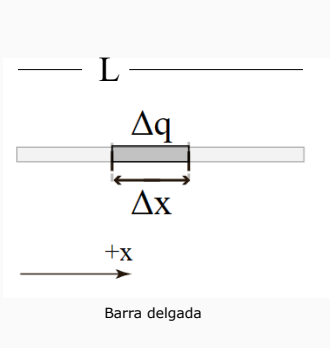 L
Δq
Δx
+x
Barra delgada